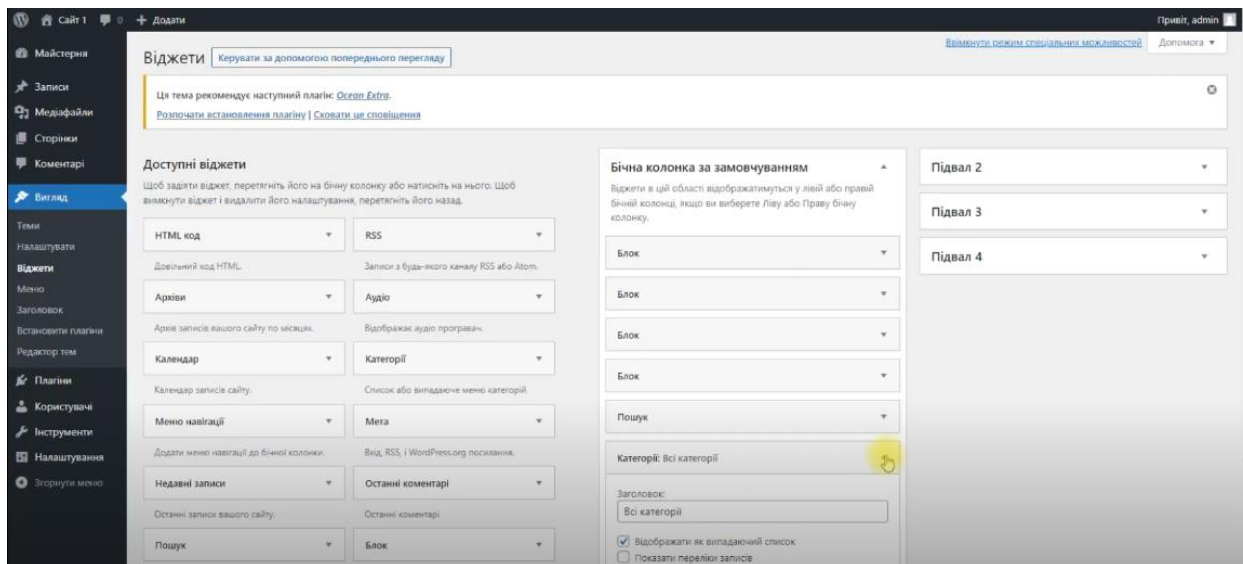 Сайт 1 0 + Додати Привіт, admin
Майстерня
Записи
Медіафайли
Сторінки
Коментарі
Вигляд
Теми
Налаштувати
Віджети
Меню
Заголовок
Встановити плагіни
Редактор тем
Плагіни
Користувачі
Інструменти
Налаштування
Згорнути меню
Ввімкнути режим спеціальних можливостей Допомога
Віджети Керувати за допомогою попереднього перегляду
Ця тема рекомендує наступний плагін: Ocean Extra.
Розпочати встановлення плагіну | Сховати це сповіщення
Доступні віджети
Щоб задіяти віджет, перетягніть його на бічну колонку або натисніть на нього. Щоб
вимкнути віджет і видалити його налаштування, перетягніть його назад.
HTML код RSS
Довільний код HTML. Записи з будь-якого каналу RSS або Atom.
Архіви Аудіо
Архів записів вашого сайту по місяцях. Відображає аудіо програвач.
Календар Категорії
Календар записів сайту. Список або випадаюче меню категорій.
Меню навігації Мета
Додати меню навігації до бічної колонки. Вхід, RSS, і WordPress.org посилання.
Недавні записи Останні коментарі
Останні записи вашого сайту. Останні коментарі
Пошук Блок
Бічна колонка за замовчуванням
Віджети в цій області відображатимуться у лівій або правій
бічній колонці, якщо ви виберете Ліву або Праву бічну
колонку.
Блок
Блок
Блок
Блок
Пошук
Категорії: Всі категорії
Заголовок:
Всі категорії
Відображати як випадаючий список
Показати переліки записів
Підвал 2
Підвал 3
Підвал 4